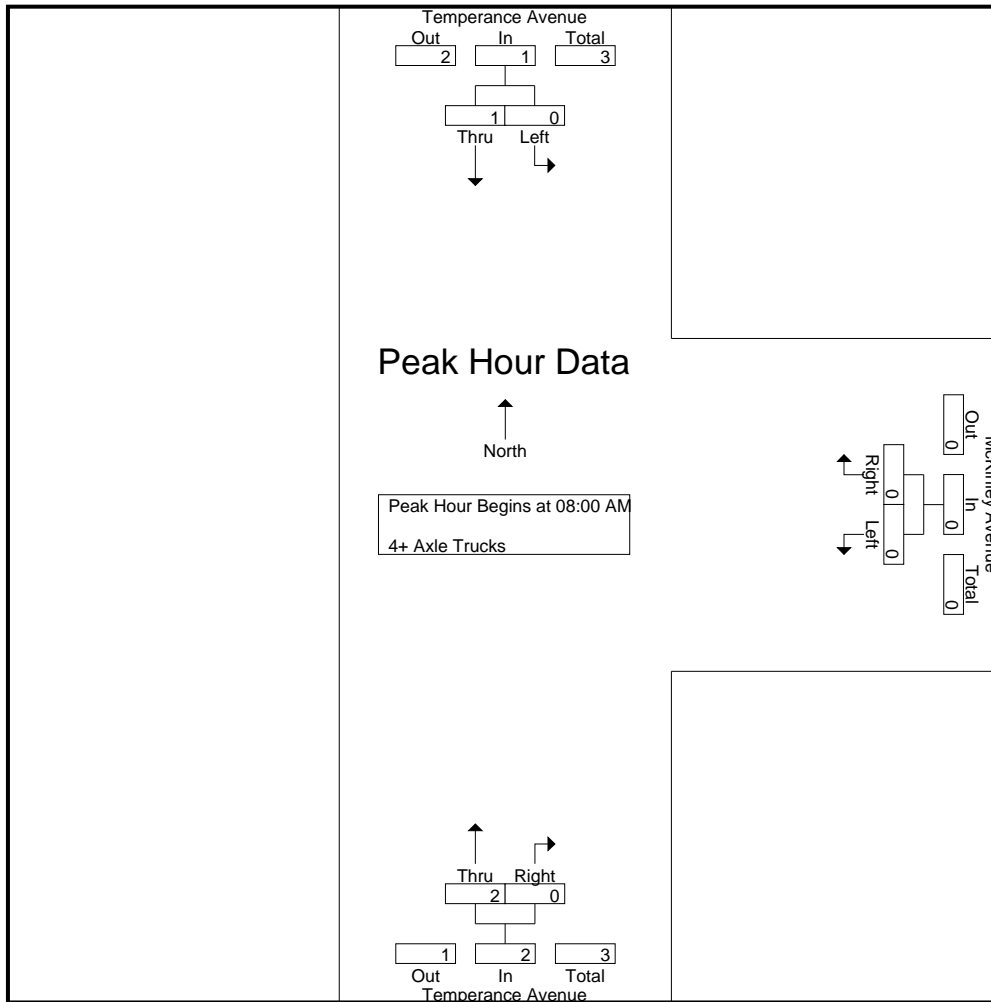 Temperance Avenue
Out In Total
2 1 3
1 0
Thru Left
Peak Hour Data
North
Peak Hour Begins at 08:00 AM
4+ Axle Trucks
McKinley Avenue
Out In Total
0 0 0
Right Left
0 0
Thru Right
2 0
1 2 3
Out In Total
Temperance Avenue